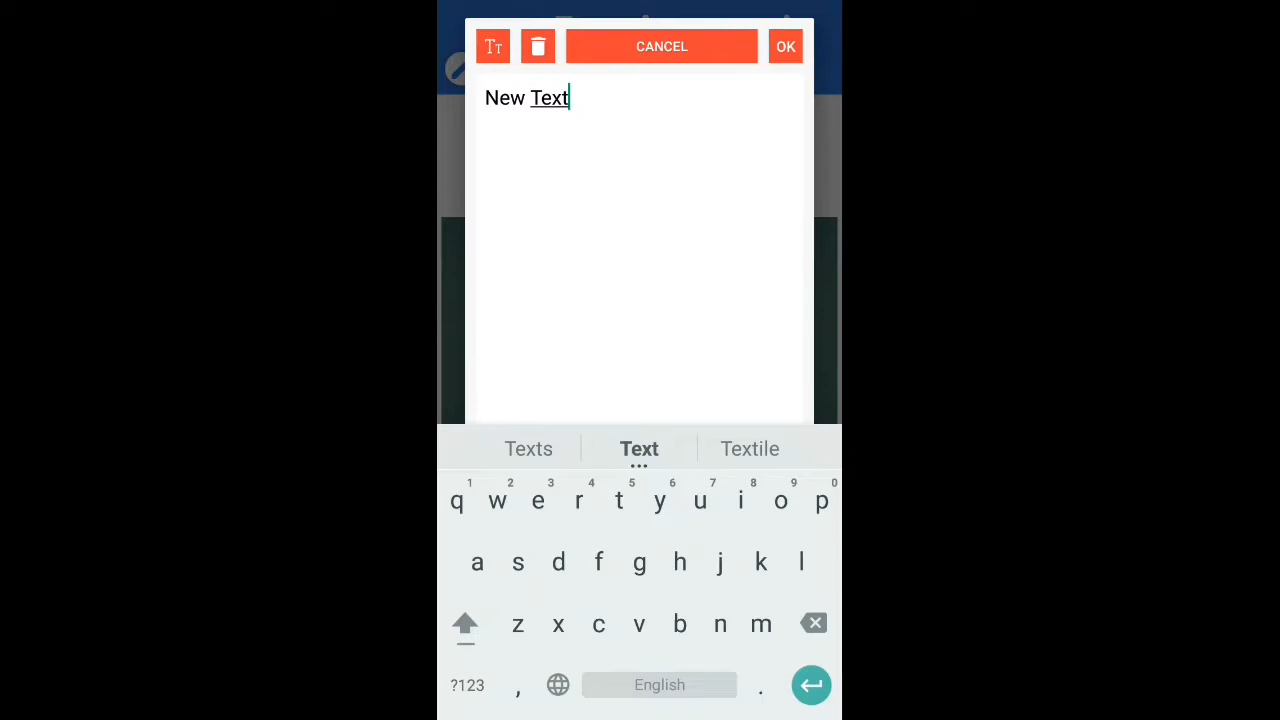 TT CANCEL OK
New Text
Texts Text Textile
1 2 3 4 5 6 7 8 9 0
q w e r t y u i o p
a s d f g h j k l
z x c v b n m
?123 , English .